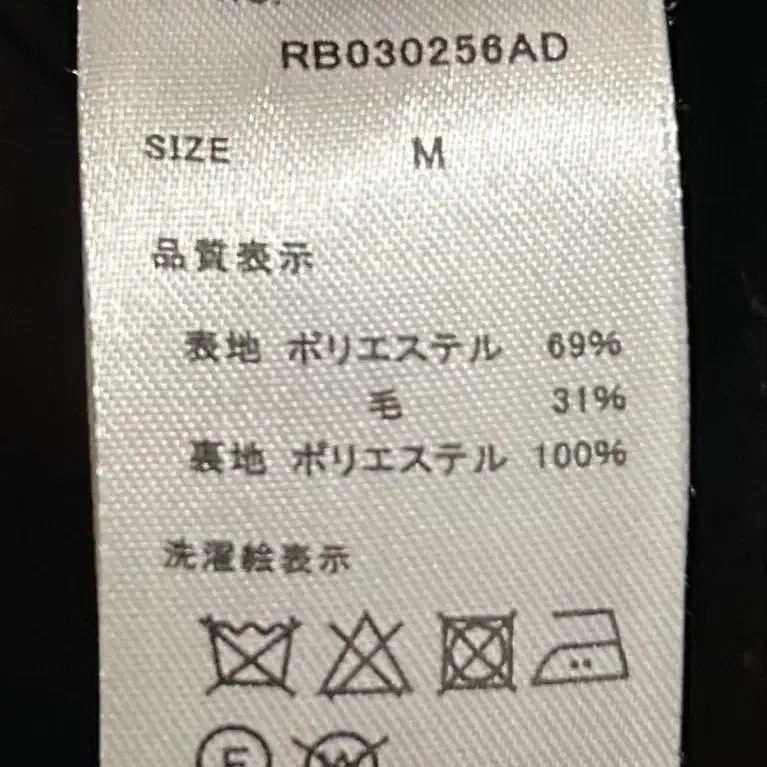 RB030256AD
SIZE M
品質表示
表地 ポリエステル 69%
毛 31%
裏地 ポリエステル 100%
洗濯絵表示
F W